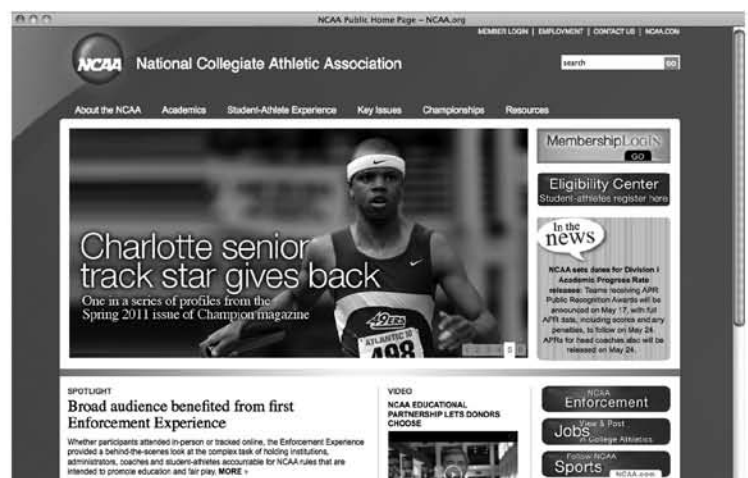 NCAA Public Home Page – NCAA.org
MEMBER LOGIN | EMPLOYMENT | CONTACT US | NCAA.COM
NCAA National Collegiate Athletic Association
search GO
About the NCAA Academics Student-Athlete Experience Key Issues Championships Resources
Charlotte senior
track star gives back
One in a series of profiles from the
Spring 2011 issue of Champion magazine
49ERS
ATLANTIC 10
498
< 2 3 4 5 6
Membership LOGIN
GO
Eligibility Center
Student-athletes register here
In the
news
NCAA sets dates for Division I
Academic Progress Rate
releases: Teams receiving APR
Public Recognition Awards will be
announced on May 17, with full
APR data, including scores and any
penalties, to follow on May 24.
APRs for head coaches also will be
released on May 24.
SPOTLIGHT
Broad audience benefited from first
Enforcement Experience
Whether participants attended in-person or tracked online, the Enforcement Experience
provided a behind-the-scenes look at the complex task of holding institutions,
administrators, coaches and student-athletes accountable for NCAA rules that are
intended to promote education and fair play. MORE »
VIDEO
NCAA EDUCATIONAL
PARTNERSHIP LETS DONORS
CHOOSE
NCAA
Enforcement
Jobs View & Post
in College Athletics
Follow NCAA
Sports NCAA.com